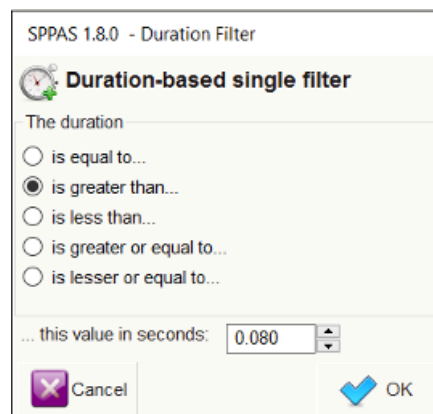 SPPAS 1.8.0 - Duration Filter
Duration-based single filter
The duration
is equal to...
is greater than...
is less than...
is greater or equal to...
is lesser or equal to...
... this value in seconds: 0.080
Cancel OK